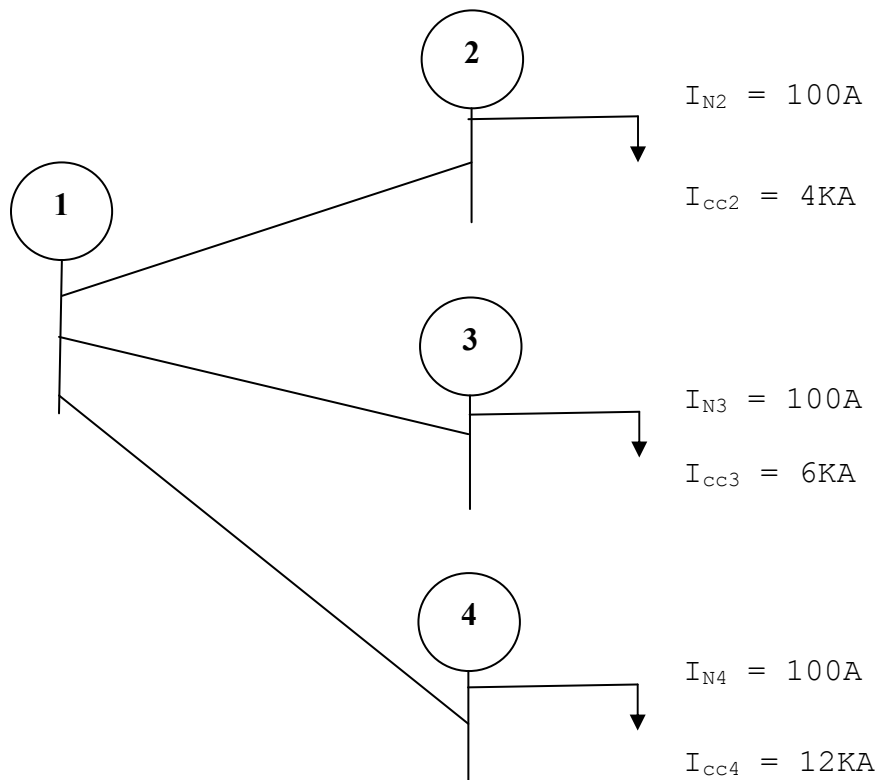 2
I_N2 = 100A
1
I_cc2 = 4KA
3
I_N3 = 100A
I_cc3 = 6KA
4
I_N4 = 100A
I_cc4 = 12KA